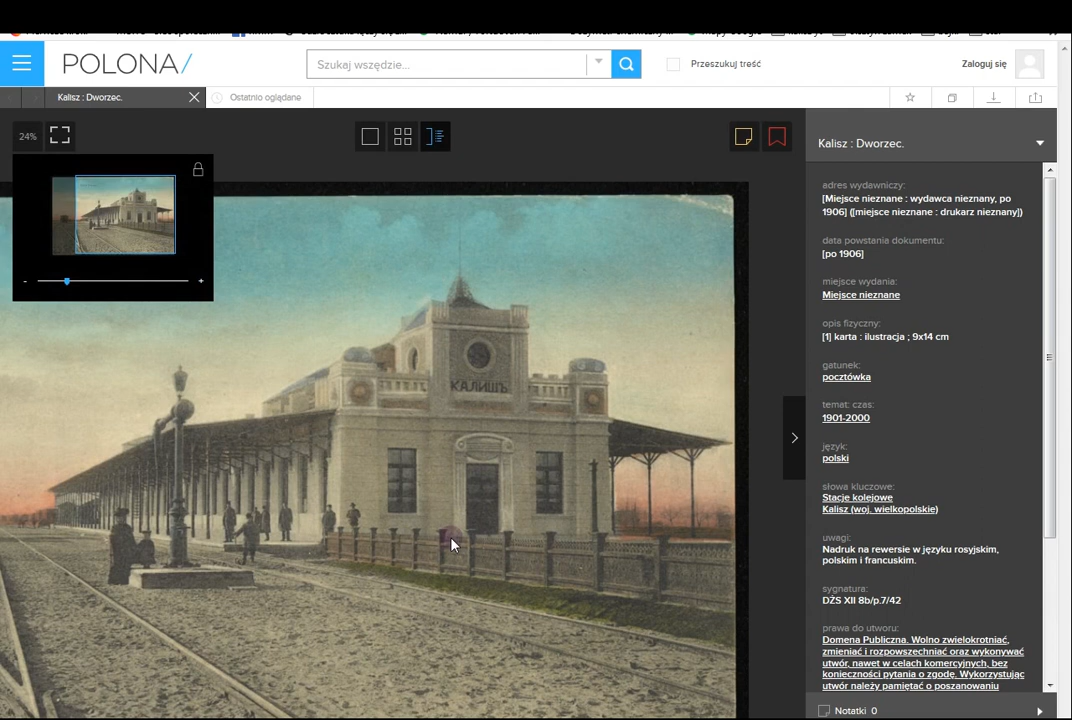 POLONA/
Szukaj wszędzie...
Przeszukuj treść
Zaloguj się
Kalisz : Dworzec.
Ostatnio oglądane
24%
Kalisz : Dworzec.
- +
КАЛИШЪ
adres wydawniczy:
[Miejsce nieznane : wydawca nieznany, po
1906] ([miejsce nieznane : drukarz nieznany])
data powstania dokumentu:
[po 1906]
miejsce wydania:
Miejsce nieznane
opis fizyczny:
[1] karta : ilustracja ; 9x14 cm
gatunek:
pocztówka
temat: czas:
1901-2000
język:
polski
słowa kluczowe:
Stacje kolejowe
Kalisz (woj. wielkopolskie)
uwagi:
Nadruk na rewersie w języku rosyjskim,
polskim i francuskim.
sygnatura:
DŻS XII 8b/p.7/42
prawa do utworu:
Domena Publiczna. Wolno zwielokrotniać,
zmieniać i rozpowszechniać oraz wykonywać
utwór, nawet w celach komercyjnych, bez
konieczności pytania o zgodę. Wykorzystując
utwór należy pamiętać o poszanowaniu
Notatki 0